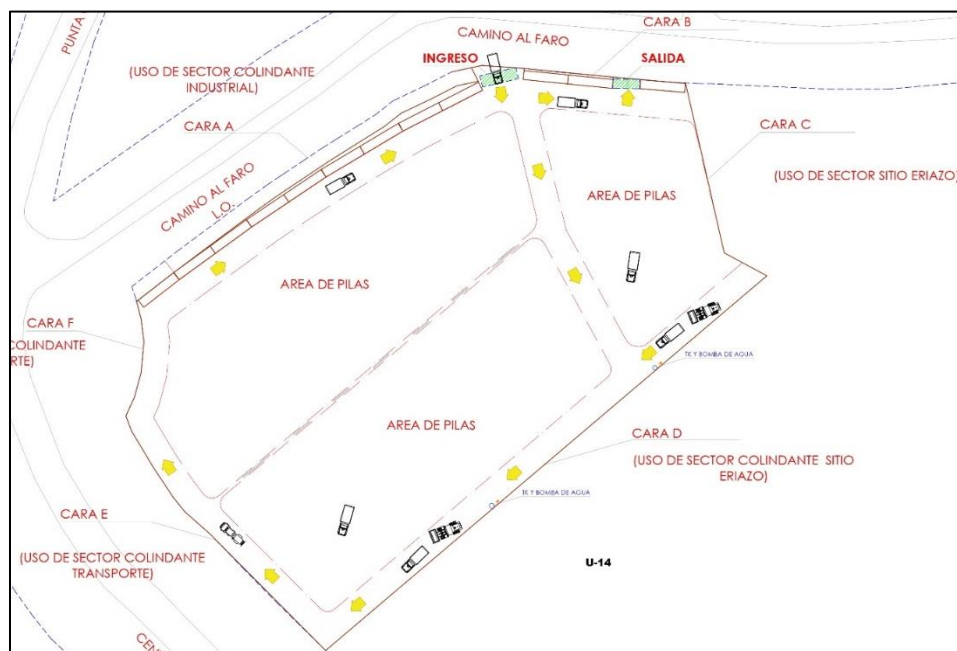 CARA B
CAMINO AL FARO
PUNTA
INGRESO
SALIDA
(USO DE SECTOR COLINDANTE
INDUSTRIAL)
CARA A
CARA C
(USO DE SECTOR SITIO ERIAZO)
CAMINO AL FARO
L.O.
AREA DE PILAS
AREA DE PILAS
CARA F
COLINDANTE
RTE)
TK Y BOMBA DE AGUA
AREA DE PILAS
CARA D
(USO DE SECTOR COLINDANTE SITIO
ERIAZO)
TK Y BOMBA DE AGUA
CARA E
(USO DE SECTOR COLINDANTE
TRANSPORTE)
U-14
CEN